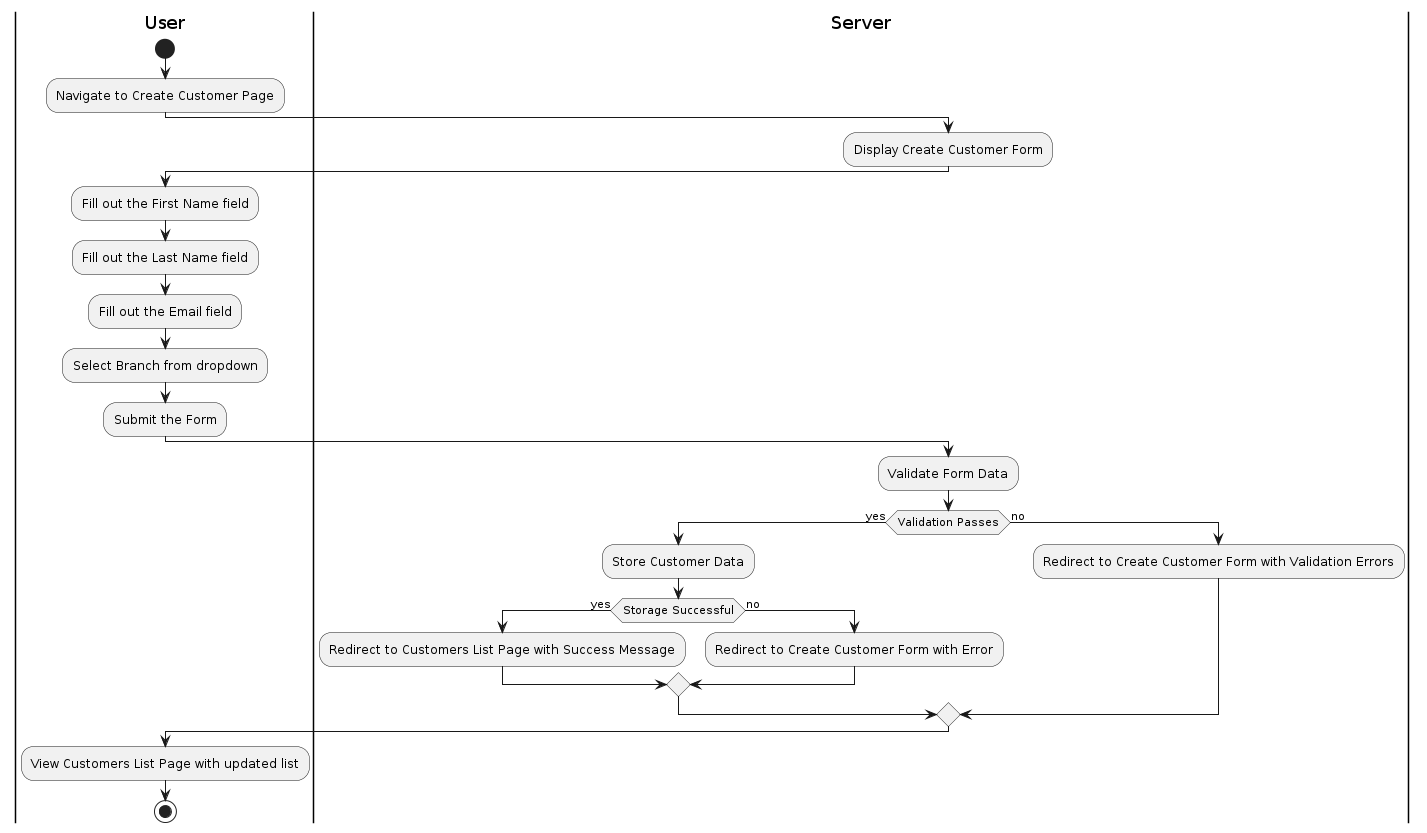 User
Server
Navigate to Create Customer Page
Display Create Customer Form
Fill out the First Name field
Fill out the Last Name field
Fill out the Email field
Select Branch from dropdown
Submit the Form
Validate Form Data
yes
Validation Passes
no
Store Customer Data
Redirect to Create Customer Form with Validation Errors
yes
Storage Successful
no
Redirect to Customers List Page with Success Message
Redirect to Create Customer Form with Error
View Customers List Page with updated list